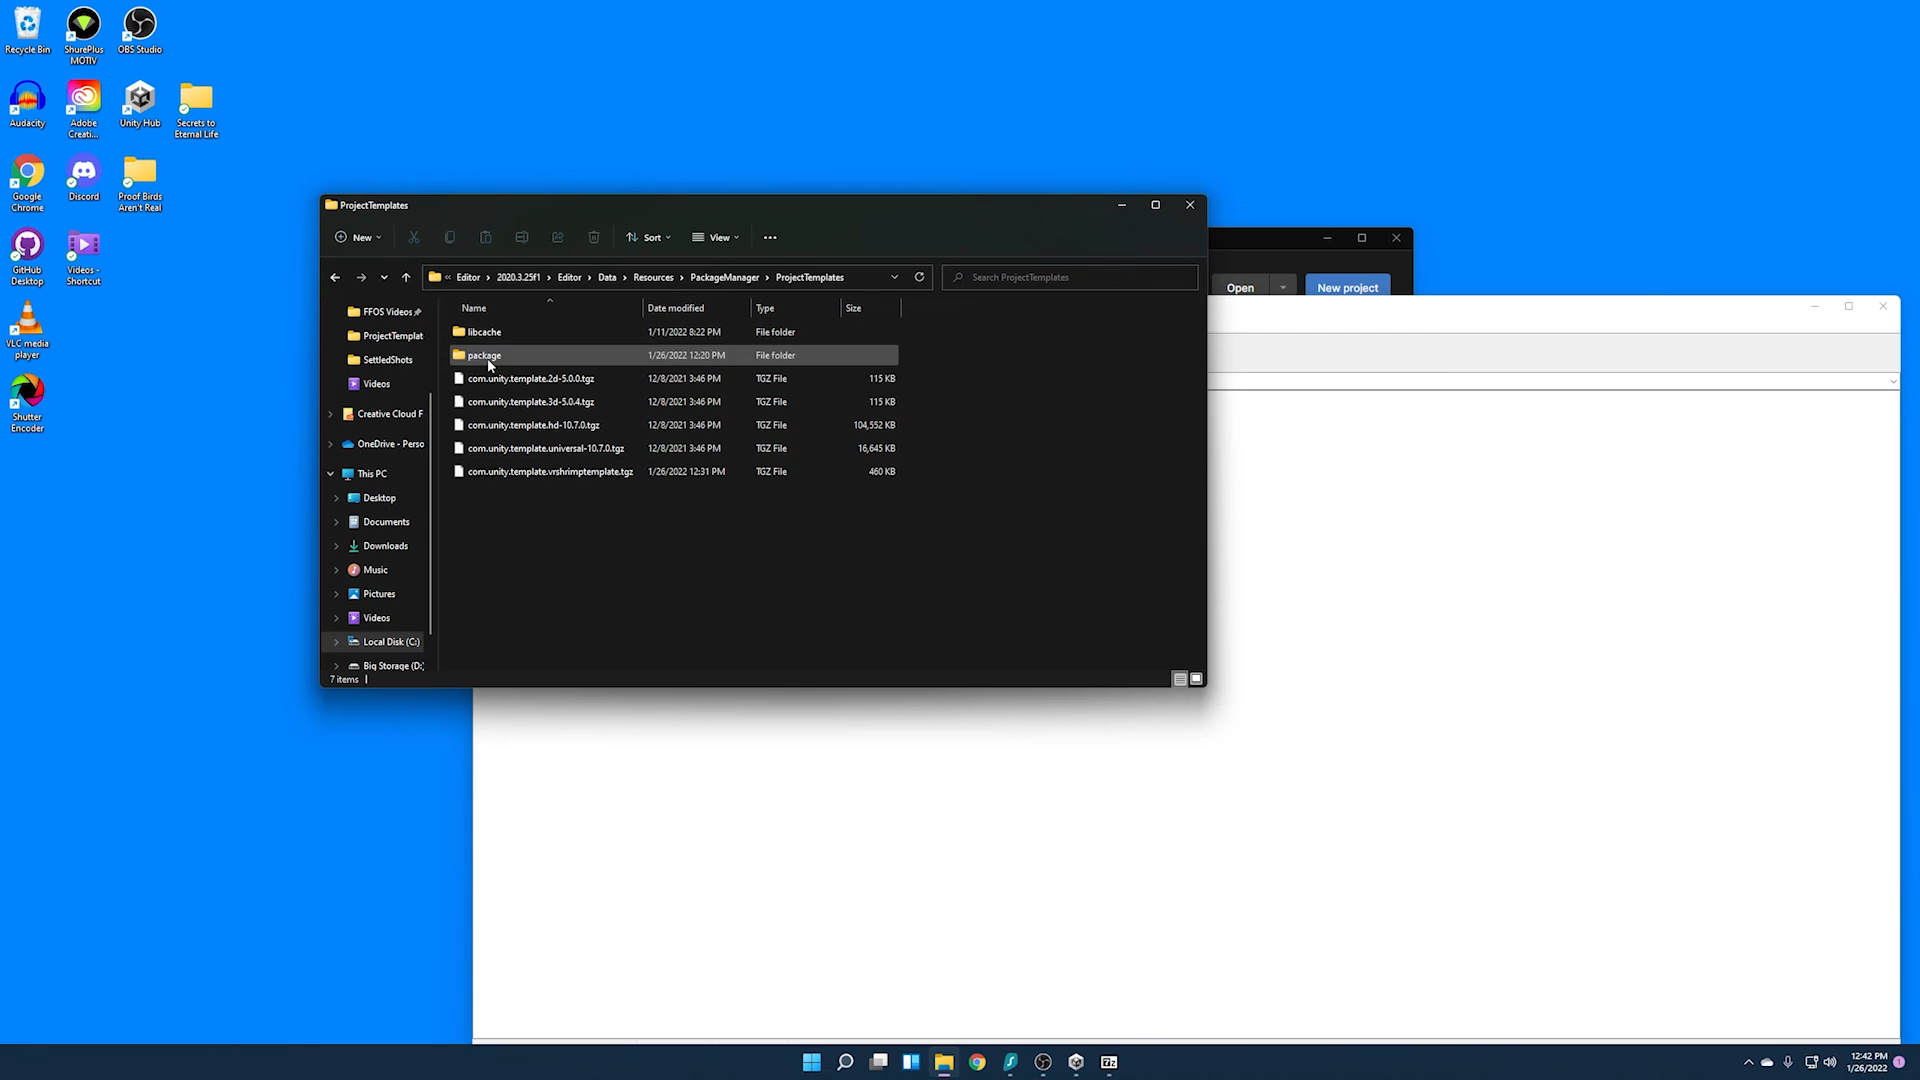 Recycle Bin
ShurePlus
MOTIV
OBS Studio
Audacity
Adobe
Creati...
Unity Hub
Secrets to
Eternal Life
Google
Chrome
Discord
Proof Birds
Aren't Real
GitHub
Desktop
Videos -
Shortcut
VLC media
player
Shutter
Encoder
ProjectTemplates
New
Sort
View
« Editor › 2020.3.25f1 › Editor › Data › Resources › PackageManager › ProjectTemplates
Search ProjectTemplates
Open
New project
FFOS Videos
ProjectTemplat
SettledShots
Videos
Creative Cloud F
OneDrive - Perso
This PC
Desktop
Documents
Downloads
Music
Pictures
Videos
Local Disk (C:)
Big Storage (D:)
Name Date modified Type Size
libcache 1/11/2022 8:22 PM File folder
package 1/26/2022 12:20 PM File folder
com.unity.template.2d-5.0.0.tgz 12/8/2021 3:46 PM TGZ File 115 KB
com.unity.template.3d-5.0.4.tgz 12/8/2021 3:46 PM TGZ File 115 KB
com.unity.template.hd-10.7.0.tgz 12/8/2021 3:46 PM TGZ File 104,552 KB
com.unity.template.universal-10.7.0.tgz 12/8/2021 3:46 PM TGZ File 16,645 KB
com.unity.template.vrshrimptemplate.tgz 1/26/2022 12:31 PM TGZ File 460 KB
7 items
7z
12:42 PM
1/26/2022
1